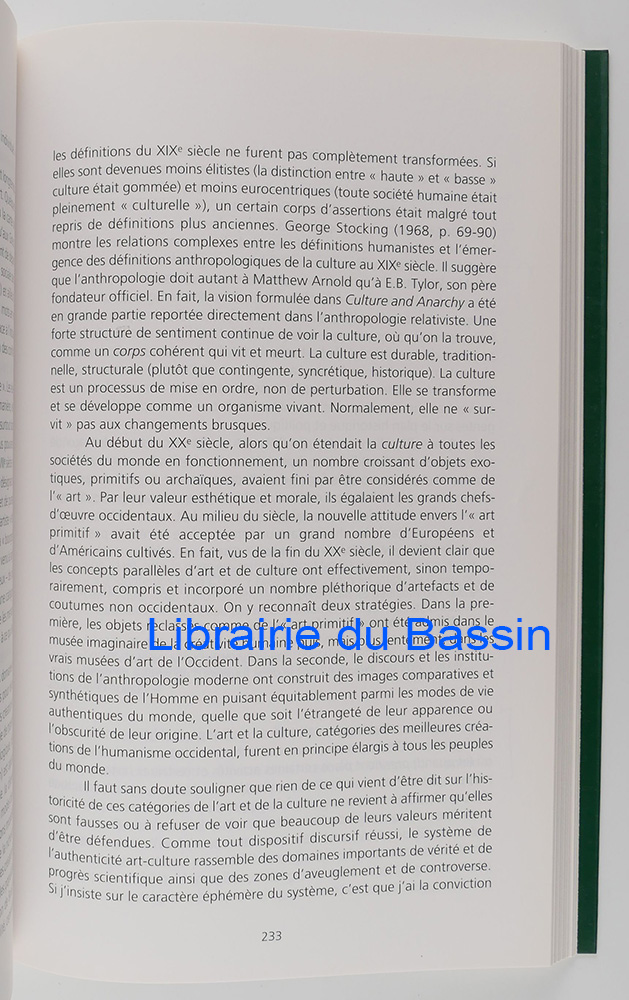 les définitions du XIXe siècle ne furent pas complètement transformées. Si
elles sont devenues moins élitistes (la distinction entre « haute » et « basse »
culture était gommée) et moins eurocentriques (toute société humaine était
pleinement « culturelle »), un certain corps d'assertions était malgré tout
repris de définitions plus anciennes. George Stocking (1968, p. 69-90)
montre les relations complexes entre les définitions humanistes et l'émer-
gence des définitions anthropologiques de la culture au XIXe siècle. Il suggère
que l'anthropologie doit autant à Matthew Arnold qu'à E.B. Tylor, son père
fondateur officiel. En fait, la vision formulée dans Culture and Anarchy a été
en grande partie reportée directement dans l'anthropologie relativiste. Une
forte structure de sentiment continue de voir la culture, où qu'on la trouve,
comme un corps cohérent qui vit et meurt. La culture est durable, tradition-
nelle, structurale (plutôt que contingente, syncrétique, historique). La culture
est un processus de mise en ordre, non de perturbation. Elle se transforme
et se développe comme un organisme vivant. Normalement, elle ne « sur-
vit » pas aux changements brusques.
Au début du XXe siècle, alors qu'on étendait la culture à toutes les
sociétés du monde en fonctionnement, un nombre croissant d'objets exo-
tiques, primitifs ou archaïques, avaient fini par être considérés comme de
l'« art ». Par leur valeur esthétique et morale, ils égalaient les grands chefs-
d'œuvre occidentaux. Au milieu du siècle, la nouvelle attitude envers l'« art
primitif » avait été acceptée par un grand nombre d'Européens et
d'Américains cultivés. En fait, vus de la fin du XXe siècle, il devient clair que
les concepts parallèles d'art et de culture ont effectivement, sinon tempo-
rairement, compris et incorporé un nombre pléthorique d'artefacts et de
coutumes non occidentaux. On y reconnaît deux stratégies. Dans la pre-
mière, les objets reclassés comme de l'« art primitif » ont été admis dans le
musée imaginaire de la créativité humaine puis, mais plus lentement, dans les
Librairie du Bassin
vrais musées d'art de l'Occident. Dans la seconde, le discours et les institu-
tions de l'anthropologie moderne ont construit des images comparatives et
synthétiques de l'Homme en puisant équitablement parmi les modes de vie
authentiques du monde, quelle que soit l'étrangeté de leur apparence ou
l'obscurité de leur origine. L'art et la culture, catégories des meilleures créa-
tions de l'humanisme occidental, furent en principe élargis à tous les peuples
du monde.
Il faut sans doute souligner que rien de ce qui vient d'être dit sur l'his-
toricité de ces catégories de l'art et de la culture ne revient à affirmer qu'elles
sont fausses ou à refuser de voir que beaucoup de leurs valeurs méritent
d'être défendues. Comme tout dispositif discursif réussi, le système de
l'authenticité art-culture rassemble des domaines importants de vérité et de
progrès scientifique ainsi que des zones d'aveuglement et de controverse.
Si j'insiste sur le caractère éphémère du système, c'est que j'ai la conviction
233